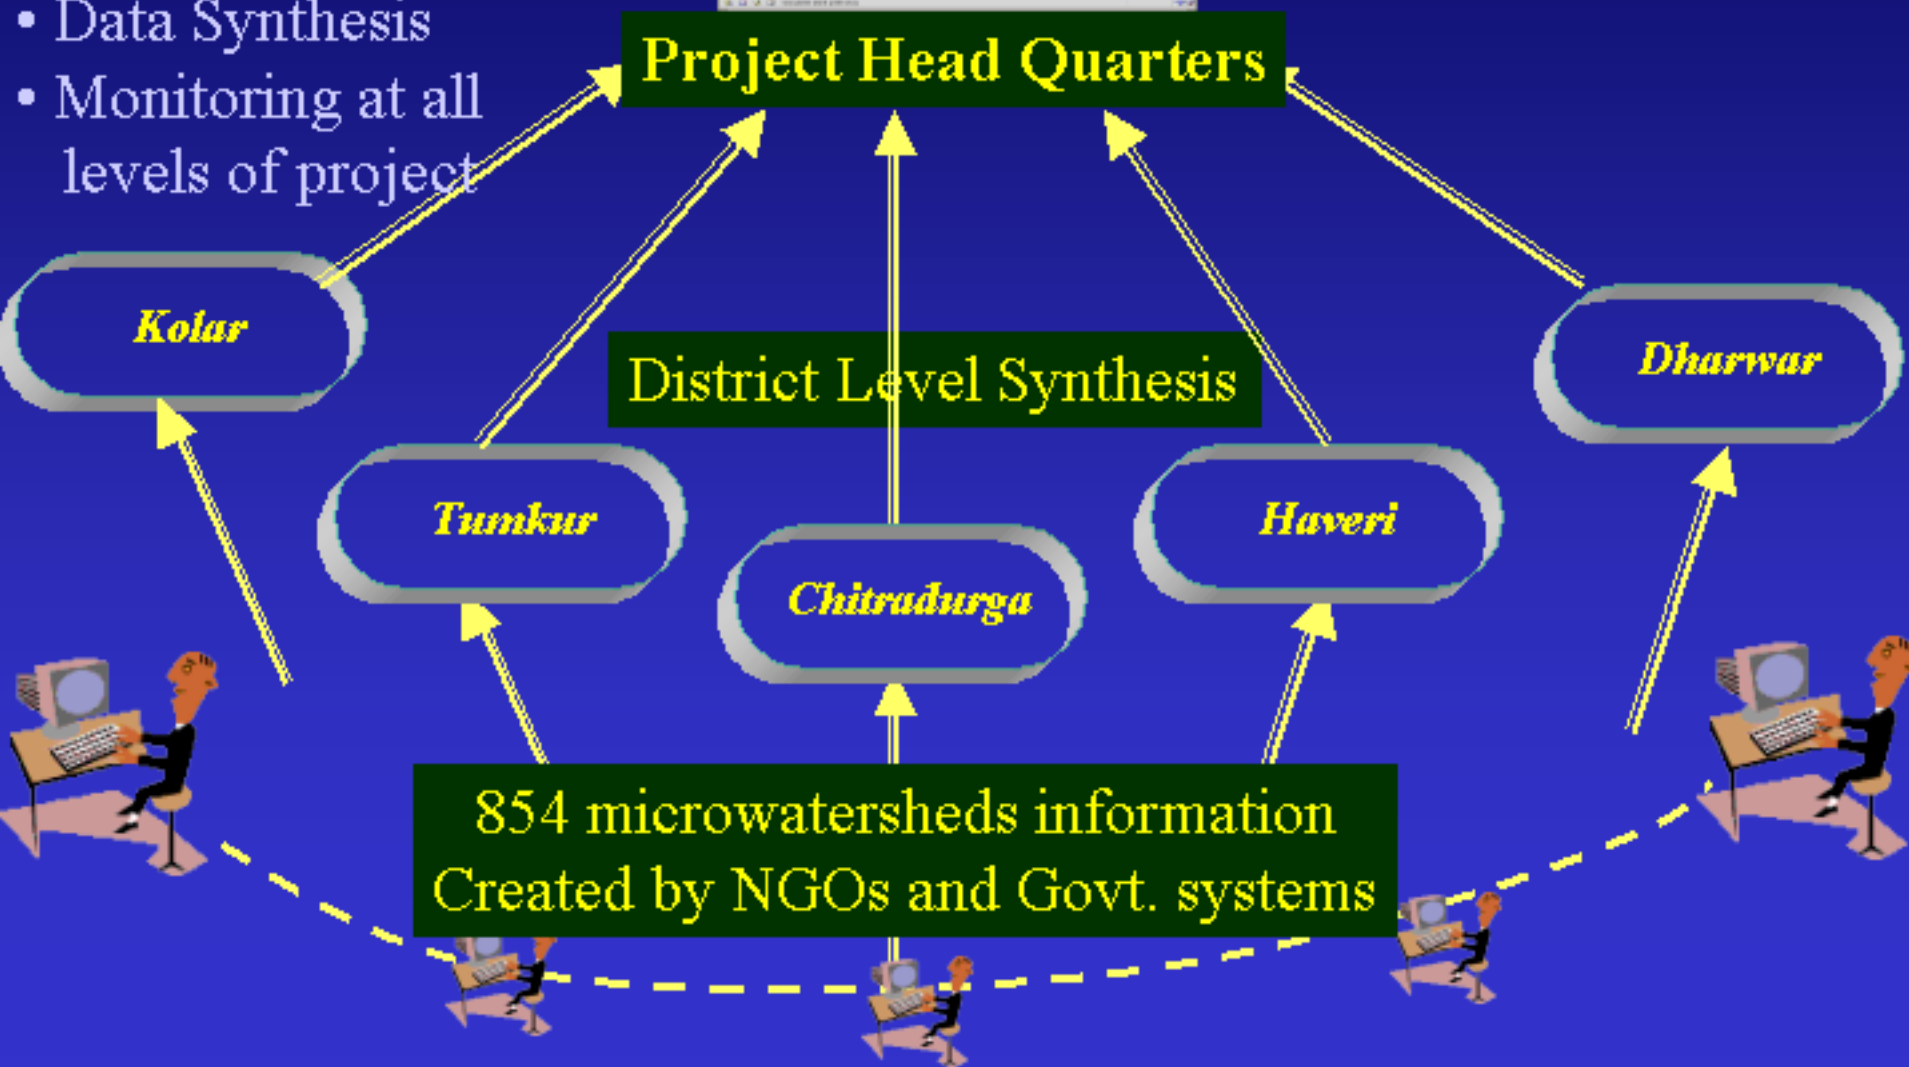 • Data Synthesis
• Monitoring at all
levels of project
Project Head Quarters
Kolar
Dharwar
District Level Synthesis
Tumkur
Haveri
Chitradurga
854 microwatersheds information
Created by NGOs and Govt. systems